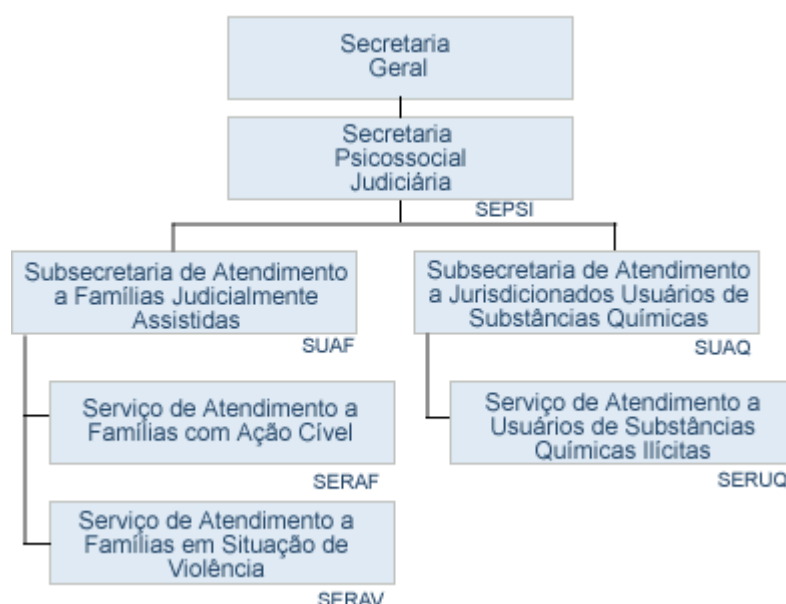 Secretaria
Geral
Secretaria
Psicossocial
Judiciária
SEPSI
Subsecretaria de Atendimento
a Famílias Judicialmente
Assistidas
SUAF
Subsecretaria de Atendimento
a Jurisdicionados Usuários de
Substâncias Químicas
SUAQ
Serviço de Atendimento a
Famílias com Ação Cível
SERAF
Serviço de Atendimento a
Usuários de Substâncias
Químicas Ilícitas
SERUQ
Serviço de Atendimento a
Famílias em Situação de
Violência
SERAV